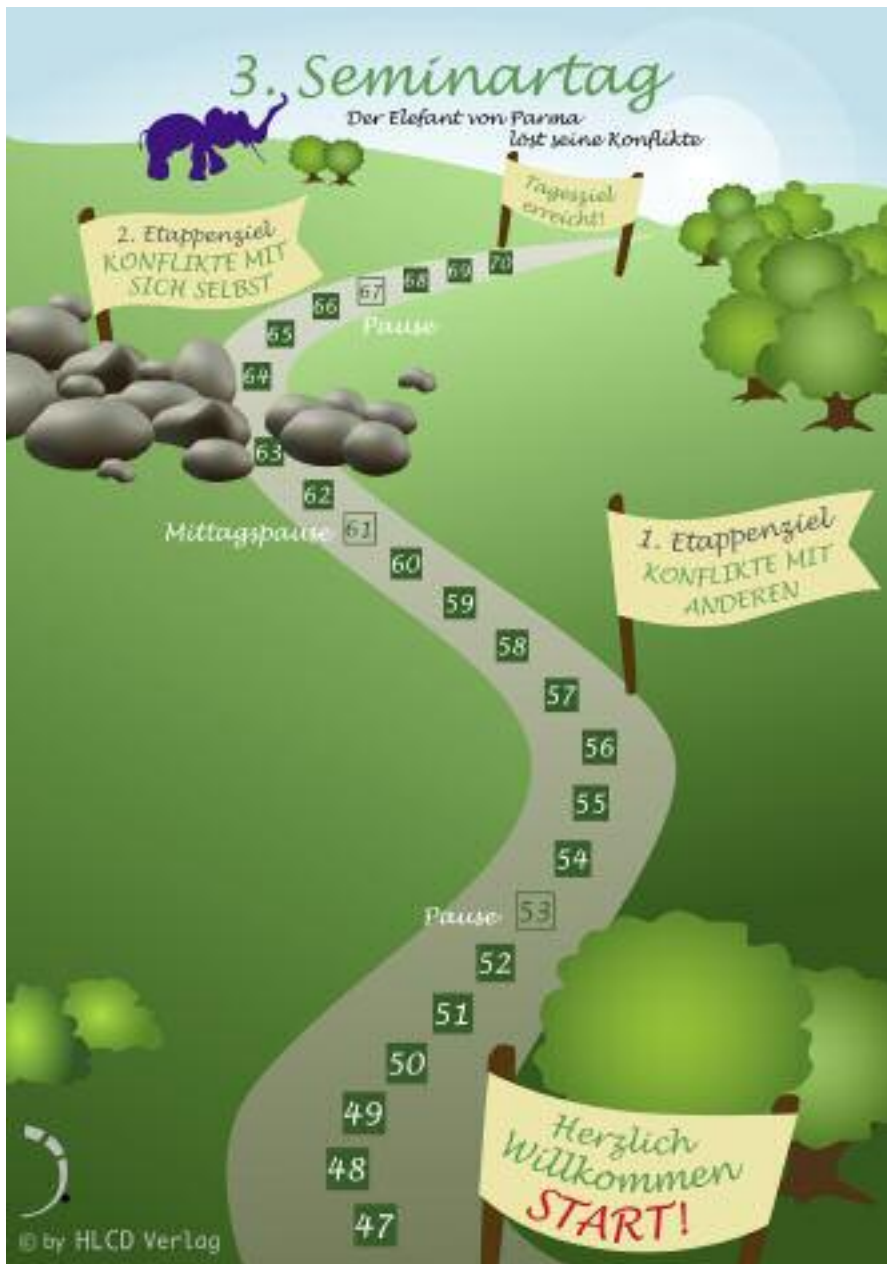 3. Seminartag
Der Elefant von Parma
löst seine Konflikte
Tagesziel
erreicht!
2. Etappenziel
KONFLIKTE MIT
SICH SELBST
70
69
68
67
66
Pause
65
64
63
62
Mittagspause 61
1. Etappenziel
KONFLIKTE MIT
ANDEREN
60
59
58
57
56
55
54
Pause 53
52
51
50
49
48
47
Herzlich
Willkommen
START!
© by HLCD Verlag